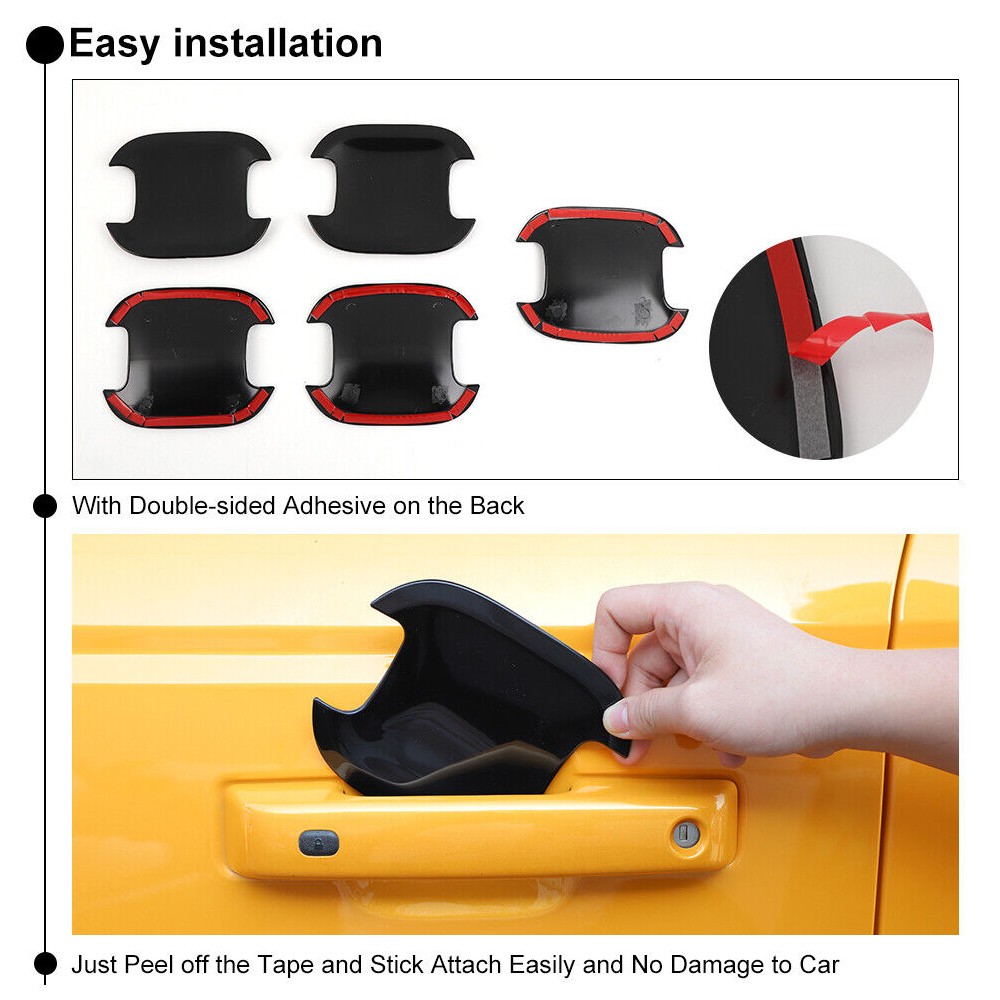 Easy installation
With Double-sided Adhesive on the Back
Just Peel off the Tape and Stick Attach Easily and No Damage to Car